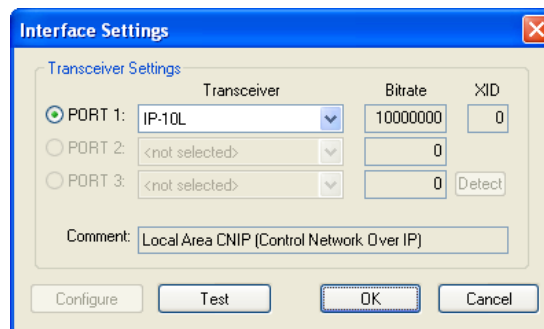 Interface Settings
Transceiver Settings
Transceiver Bitrate XID
PORT 1: IP-10L 10000000 0
PORT 2: <not selected> 0
PORT 3: <not selected> 0 Detect
Comment: Local Area CNIP (Control Network Over IP)
Configure Test OK Cancel